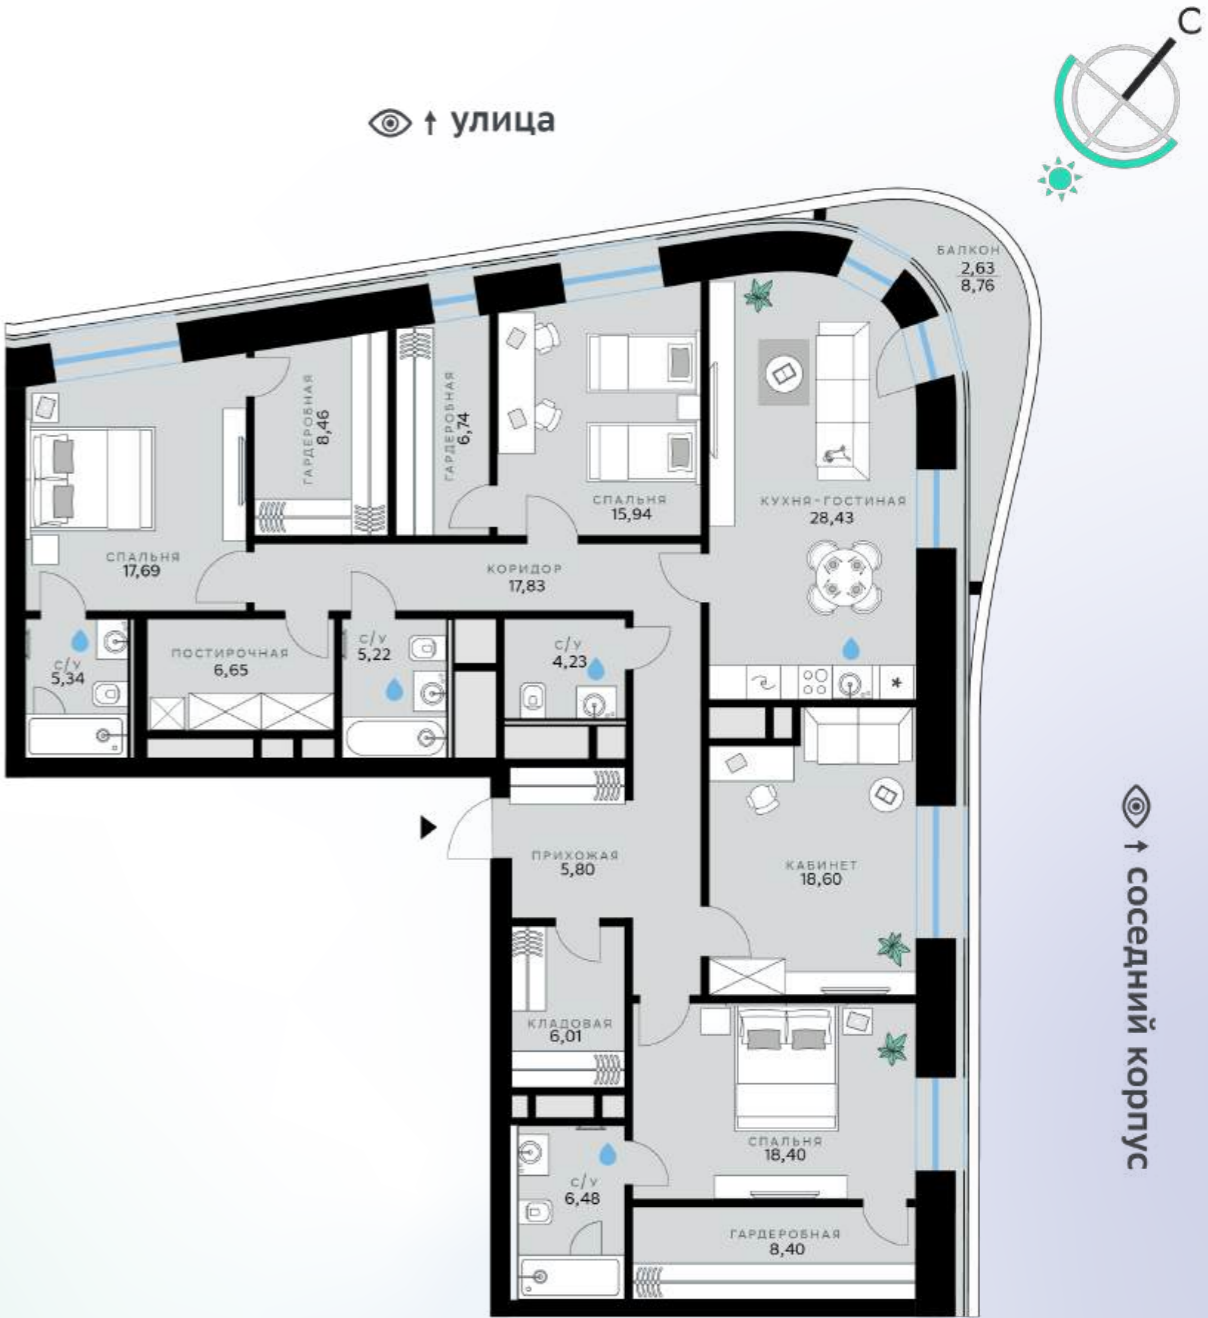 С
↑ улица
БАЛКОН
2,63
8,76
ГАРДЕРОБНАЯ
8,46
ГАРДЕРОБНАЯ
6,74
СПАЛЬНЯ
15,94
КУХНЯ-ГОСТИНАЯ
28,43
СПАЛЬНЯ
17,69
КОРИДОР
17,83
С/У
5,34
ПОСТИРОЧНАЯ
6,65
С/У
5,22
С/У
4,23
*
ПРИХОЖАЯ
5,80
КАБИНЕТ
18,60
↑ соседний корпус
КЛАДОВАЯ
6,01
СПАЛЬНЯ
18,40
С/У
6,48
ГАРДЕРОБНАЯ
8,40